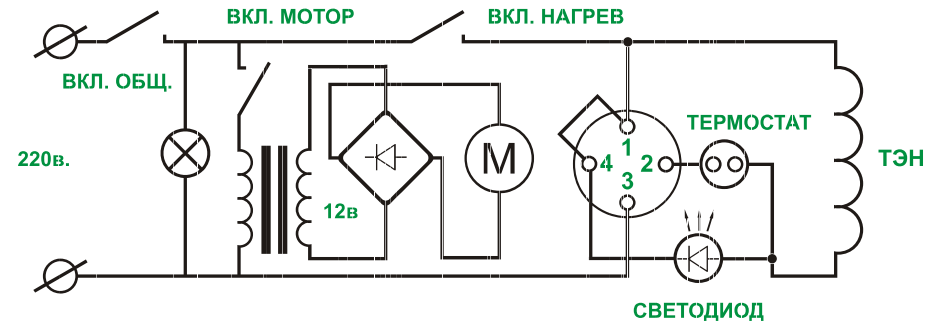 ВКЛ. МОТОР
ВКЛ. НАГРЕВ
ВКЛ. ОБЩ.
220в.
12в
М
1
4
2
3
ТЕРМОСТАТ
ТЭН
СВЕТОДИОД